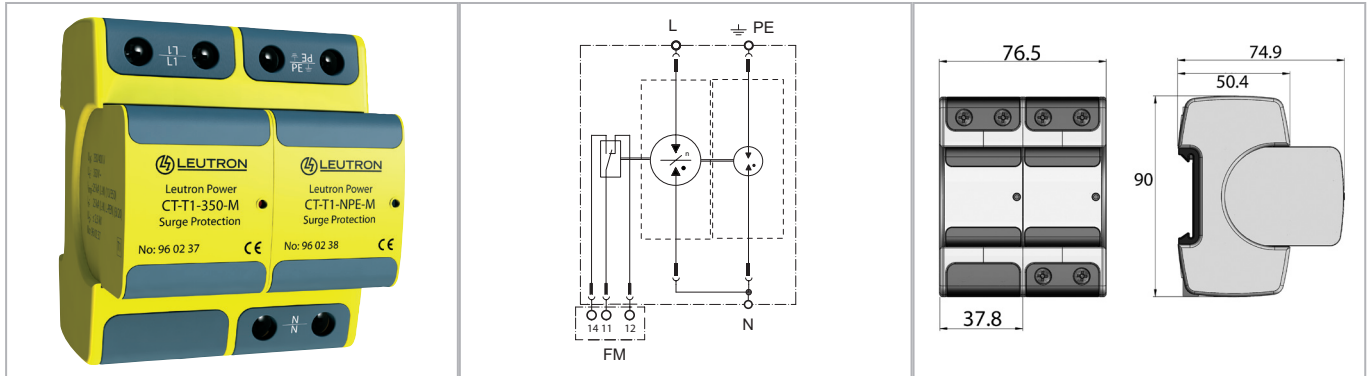 L1
L1
PE
PE
LEUTRON
Leutron Power
CT-T1-350-M
Surge Protection
No: 96 02 37
CE
LEUTRON
Leutron Power
CT-T1-NPE-M
Surge Protection
No: 96 02 38
CE
N
N
L
PE
n
14 11 12
FM
N
76.5
37.8
74.9
50.4
90